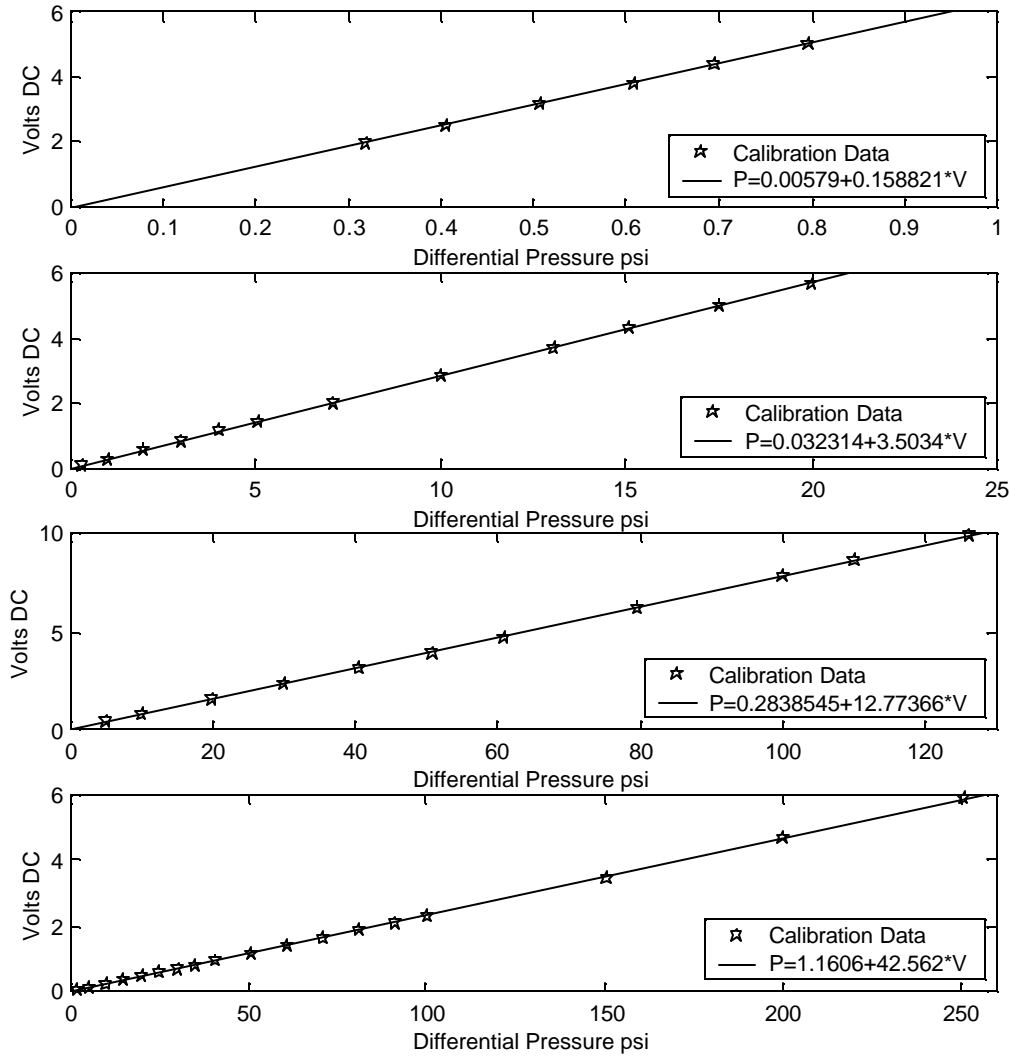 6
4
2
0
Volts DC
Calibration Data
P=0.00579+0.158821*V
0 0.1 0.2 0.3 0.4 0.5 0.6 0.7 0.8 0.9 1
Differential Pressure psi
6
4
2
0
Volts DC
Calibration Data
P=0.032314+3.5034*V
0 5 10 15 20 25
Differential Pressure psi
10
5
0
Volts DC
Calibration Data
P=0.2838545+12.77366*V
0 20 40 60 80 100 120
Differential Pressure psi
6
4
2
0
Volts DC
Calibration Data
P=1.1606+42.562*V
0 50 100 150 200 250
Differential Pressure psi